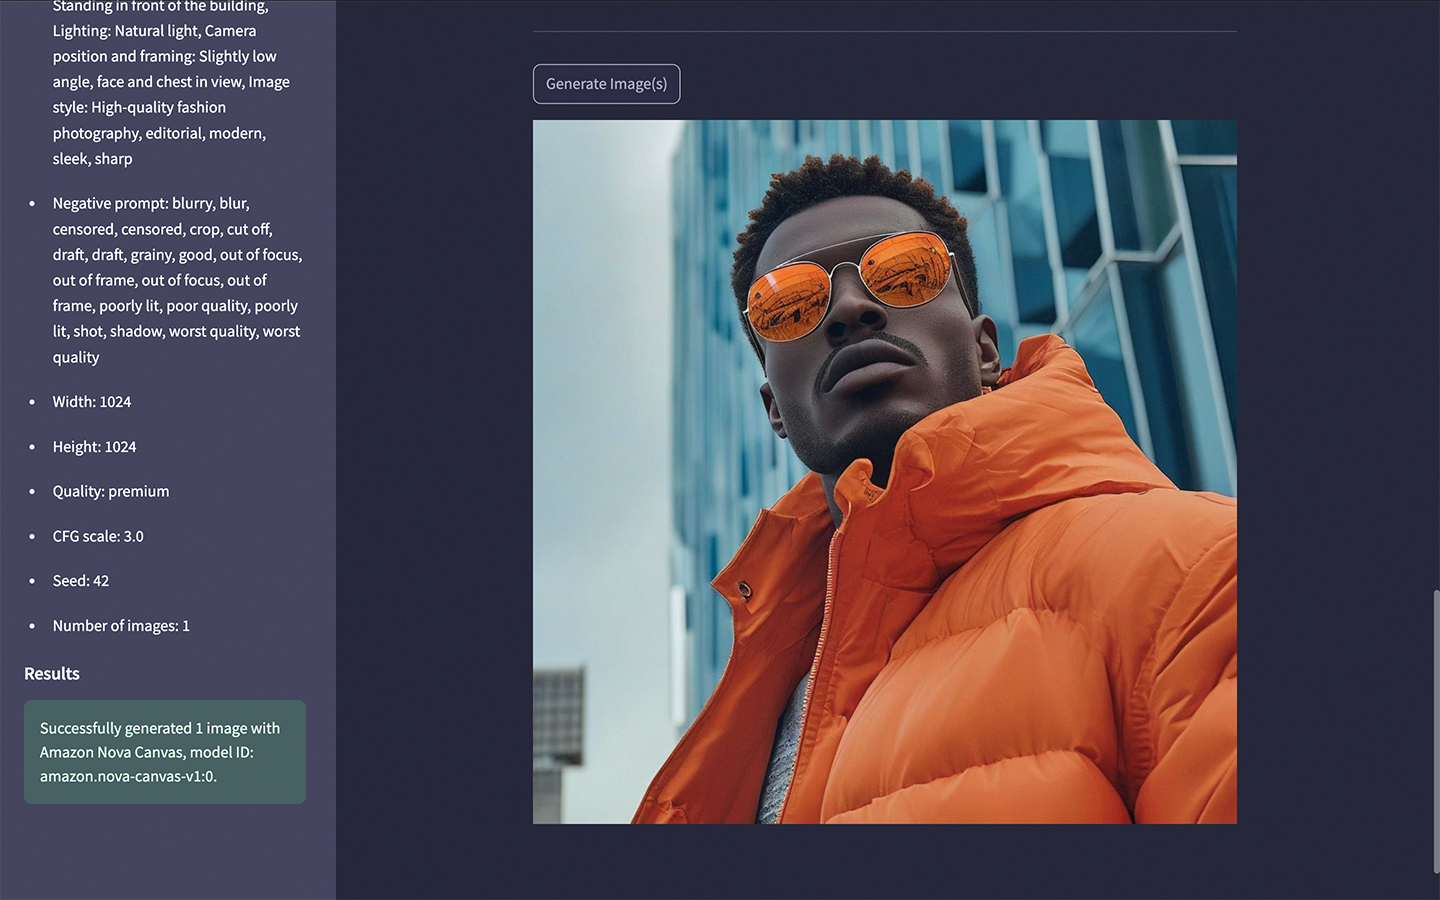 Standing in front of the building,
Lighting: Natural light, Camera
position and framing: Slightly low
angle, face and chest in view, Image
style: High-quality fashion
photography, editorial, modern,
sleek, sharp
Negative prompt: blurry, blur,
censored, censored, crop, cut off,
draft, draft, grainy, good, out of focus,
out of frame, out of focus, out of
frame, poorly lit, poor quality, poorly
lit, shot, shadow, worst quality, worst
quality
Width: 1024
Height: 1024
Quality: premium
CFG scale: 3.0
Seed: 42
Number of images: 1
Results
Successfully generated 1 image with
Amazon Nova Canvas, model ID:
amazon.nova-canvas-v1:0.
Generate Image(s)